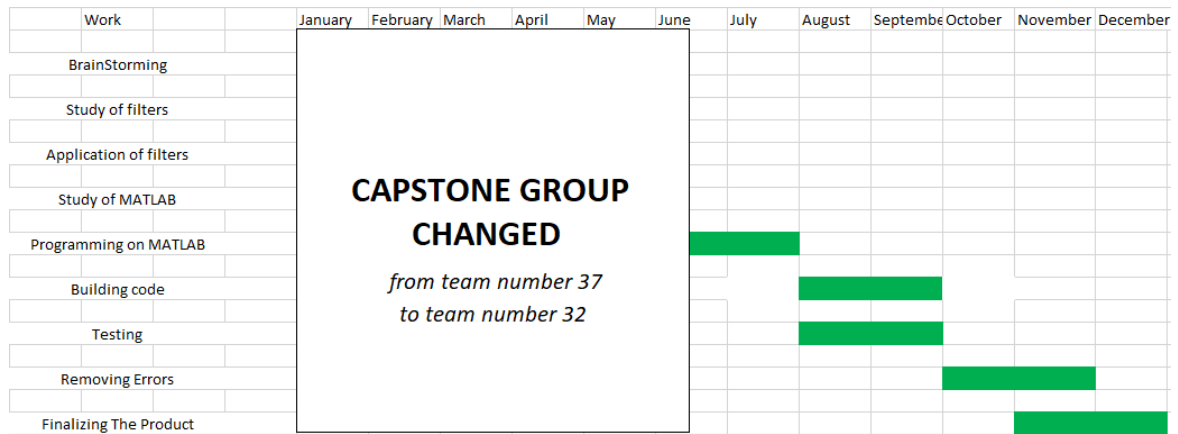 Work January February March April May June July August Septembe October November December
BrainStorming
Study of filters
Application of filters
Study of MATLAB
CAPSTONE GROUP
CHANGED
Programming on MATLAB
from team number 37
Building code
to team number 32
Testing
Removing Errors
Finalizing The Product